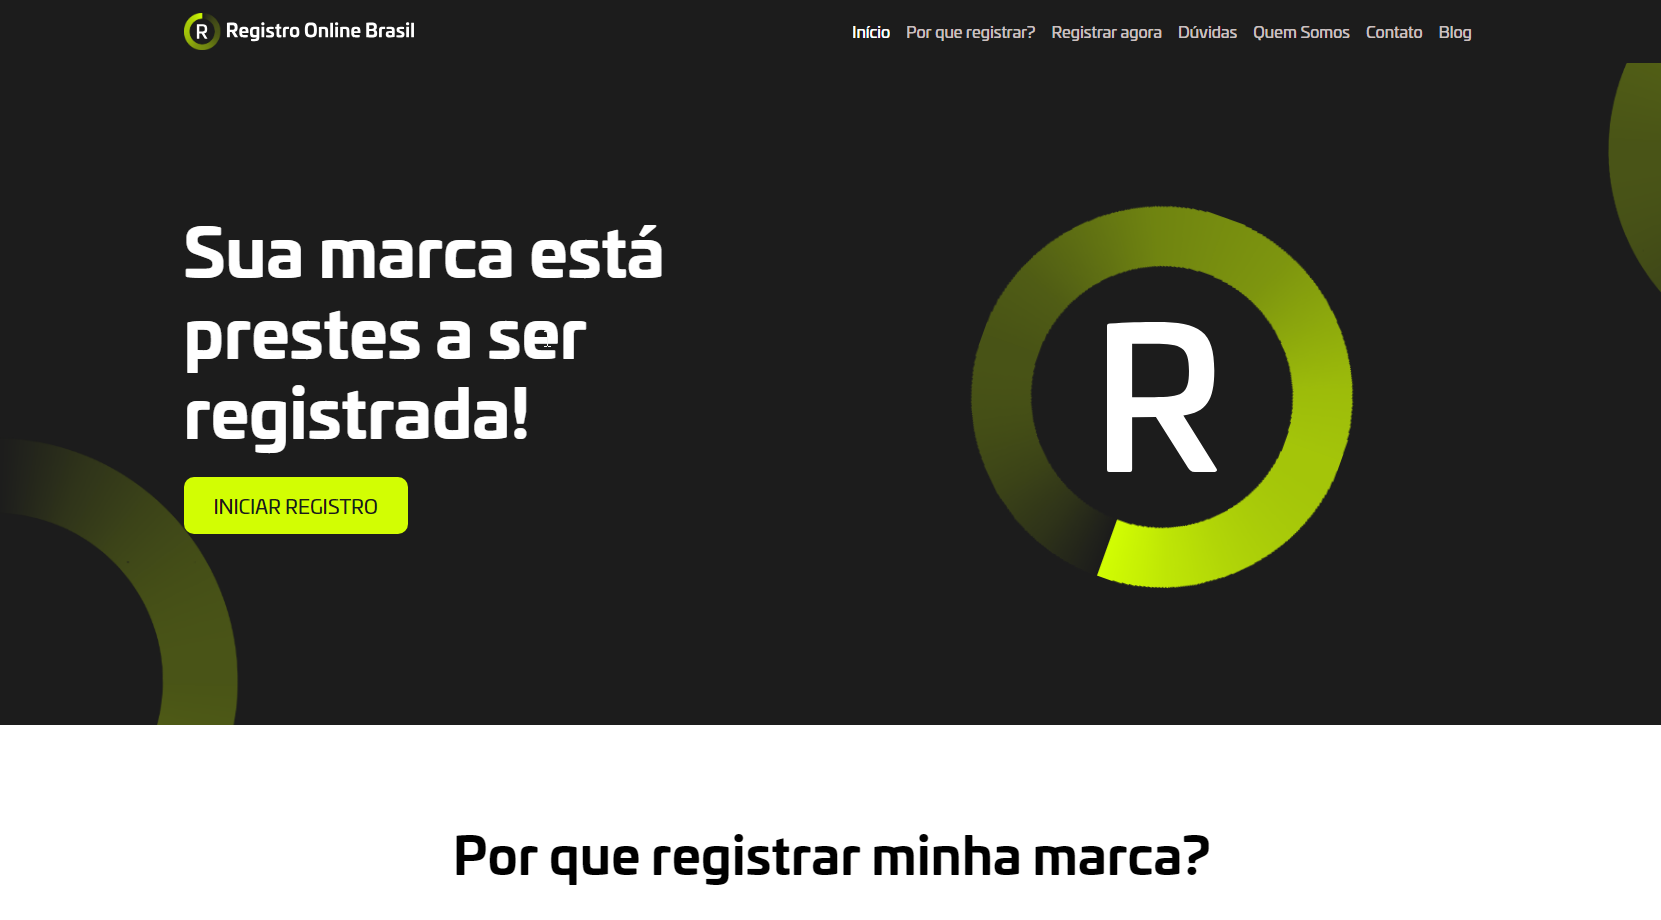 R Registro Online Brasil
Início Por que registrar? Registrar agora Dúvidas Quem Somos Contato Blog
Sua marca está
prestes a ser
registrada!
INICIAR REGISTRO
R
Por que registrar minha marca?